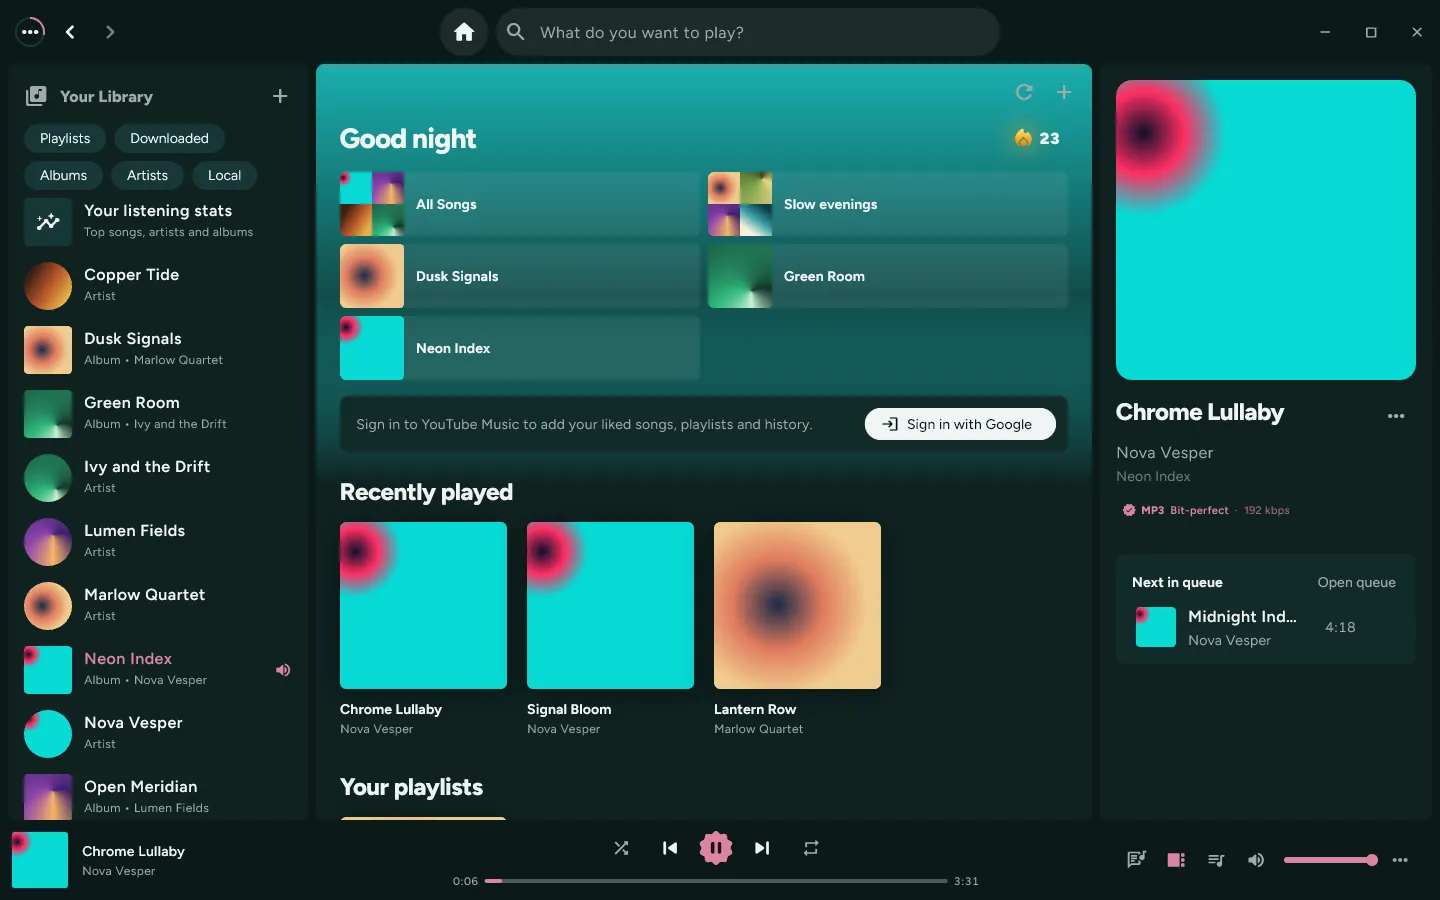 What do you want to play?
Your Library
Playlists
Downloaded
Albums
Artists
Local
Your listening stats
Top songs, artists and albums
Copper Tide
Artist
Dusk Signals
Album • Marlow Quartet
Green Room
Album • Ivy and the Drift
Ivy and the Drift
Artist
Lumen Fields
Artist
Marlow Quartet
Artist
Neon Index
Album • Nova Vesper
Nova Vesper
Artist
Open Meridian
Album • Lumen Fields
Good night
23
All Songs
Slow evenings
Dusk Signals
Green Room
Neon Index
Sign in to YouTube Music to add your liked songs, playlists and history.
Sign in with Google
Recently played
Chrome Lullaby
Nova Vesper
Signal Bloom
Nova Vesper
Lantern Row
Marlow Quartet
Your playlists
Chrome Lullaby
Nova Vesper
Neon Index
MP3 Bit-perfect · 192 kbps
Next in queue
Open queue
Midnight Ind...
Nova Vesper
4:18
Chrome Lullaby
Nova Vesper
0:06
3:31